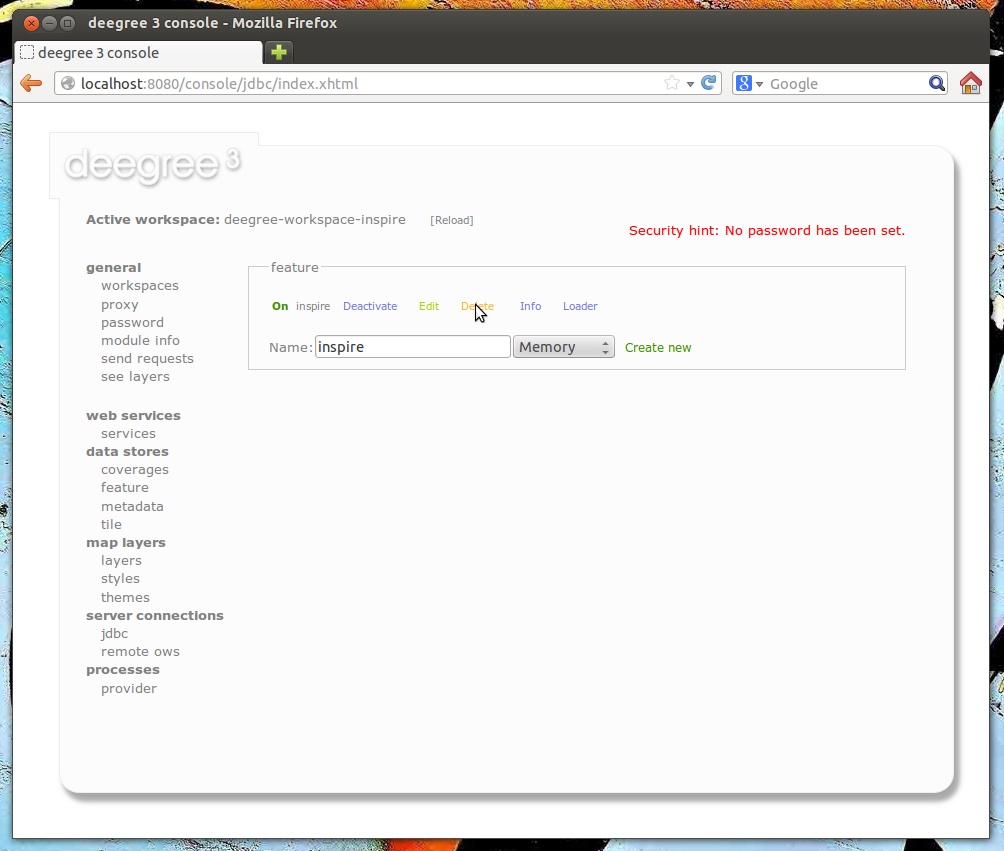 deegree 3 console - Mozilla Firefox
deegree 3 console
localhost:8080/console/jdbc/index.xhtml
8 Google
deegree 3
Active workspace: deegree-workspace-inspire [Reload]
Security hint: No password has been set.
general
workspaces
proxy
password
module info
send requests
see layers
web services
services
data stores
coverages
feature
metadata
tile
map layers
layers
styles
themes
server connections
jdbc
remote ows
processes
provider
feature
On inspire Deactivate Edit Delete Info Loader
Name: inspire Memory Create new